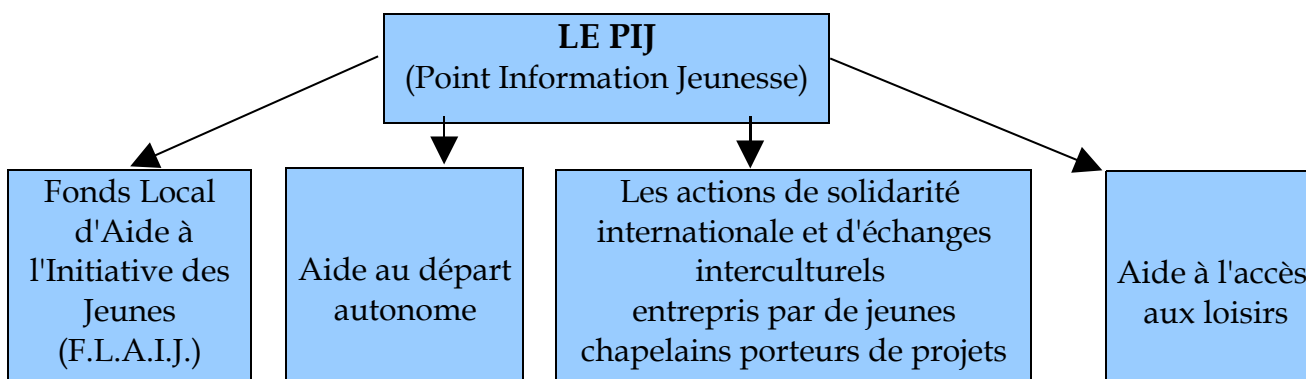 LE PIJ
(Point Information Jeunesse)
Fonds Local
d'Aide à
l'Initiative des
Jeunes
(F.L.A.I.J.)
Aide au départ
autonome
Les actions de solidarité
internationale et d'échanges
interculturels
entrepris par de jeunes
chapelains porteurs de projets
Aide à l'accès
aux loisirs